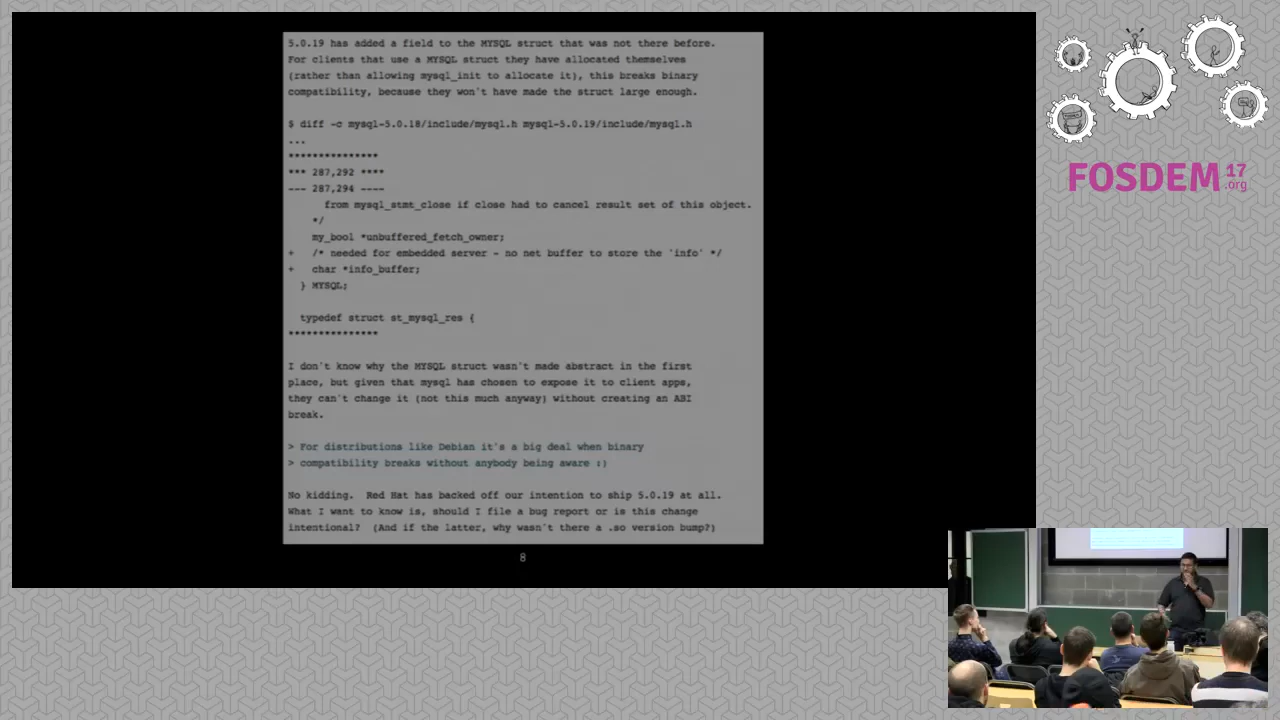 5.0.19 has added a field to the MYSQL struct that was not there before.
For clients that use a MYSQL struct they have allocated themselves
(rather than allowing mysql_init to allocate it), this breaks binary
compatibility, because they won't have made the struct large enough.
$ diff -c mysql-5.0.18/include/mysql.h mysql-5.0.19/include/mysql.h
...
***************
*** 287,292 ****
--- 287,294 ----
from mysql_stmt_close if close had to cancel result set of this object.
*/
my_bool *unbuffered_fetch_owner;
+ /* needed for embedded server - no net buffer to store the 'info' */
+ char *info_buffer;
} MYSQL;
typedef struct st_mysql_res {
***************
I don't know why the MYSQL struct wasn't made abstract in the first
place, but given that mysql has chosen to expose it to client apps,
they can't change it (not this much anyway) without creating an ABI
break.
> For distributions like Debian it's a big deal when binary
> compatibility breaks without anybody being aware :)
No kidding. Red Hat has backed off our intention to ship 5.0.19 at all.
What I want to know is, should I file a bug report or is this change
intentional? (And if the latter, why wasn't there a .so version bump?)
8
FOSDEM 17
.org